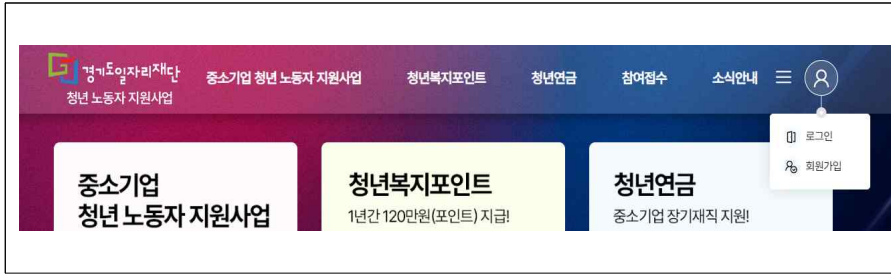 경기도일자리재단
청년 노동자 지원사업
중소기업 청년 노동자 지원사업
청년복지포인트
청년연금
참여접수
소식안내
로그인
회원가입
중소기업
청년 노동자 지원사업
청년복지포인트
1년간 120만원(포인트) 지급!
청년연금
중소기업 장기재직 지원!